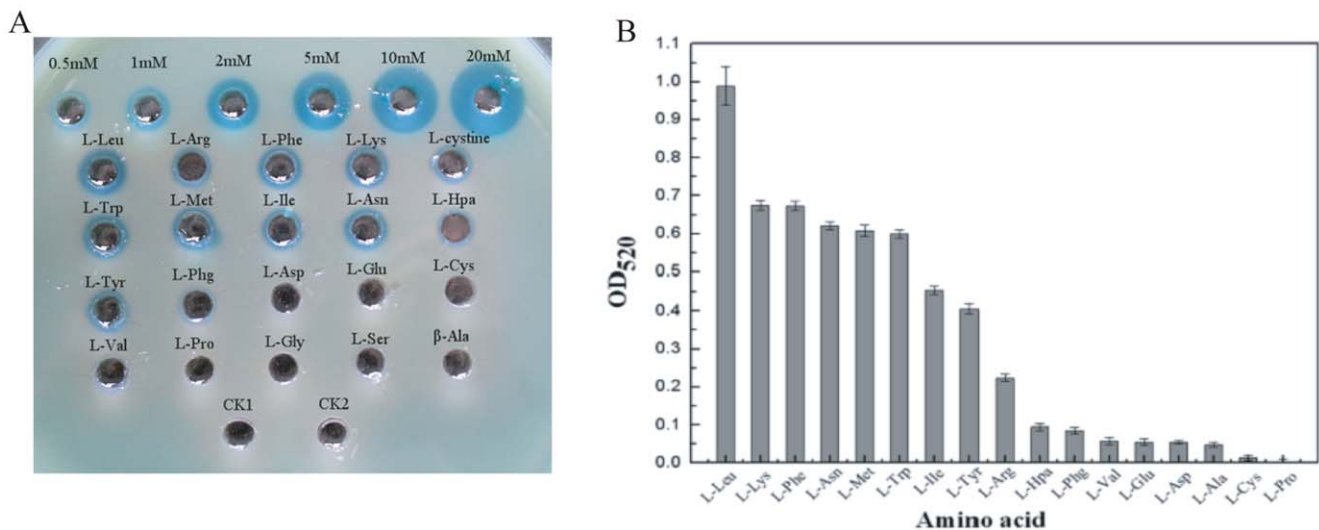 A
0.5mM 1mM 2mM 5mM 10mM 20mM
L-Leu L-Arg L-Phe L-Lys L-cystine
L-Trp L-Met L-Ile L-Asn L-Hpa
L-Tyr L-Phg L-Asp L-Glu L-Cys
L-Val L-Pro L-Gly L-Ser β-Ala
CK1 CK2
B
1.1
1.0
0.9
0.8
0.7
0.6
0.5
0.4
0.3
0.2
0.1
0.0
OD520
L-Leu L-Lys L-Phe L-Asn L-Met L-Trp L-Ile L-Tyr L-Arg L-Hpa L-Phg L-Val L-Glu L-Asp L-Ala L-Cys L-Pro
Amino acid